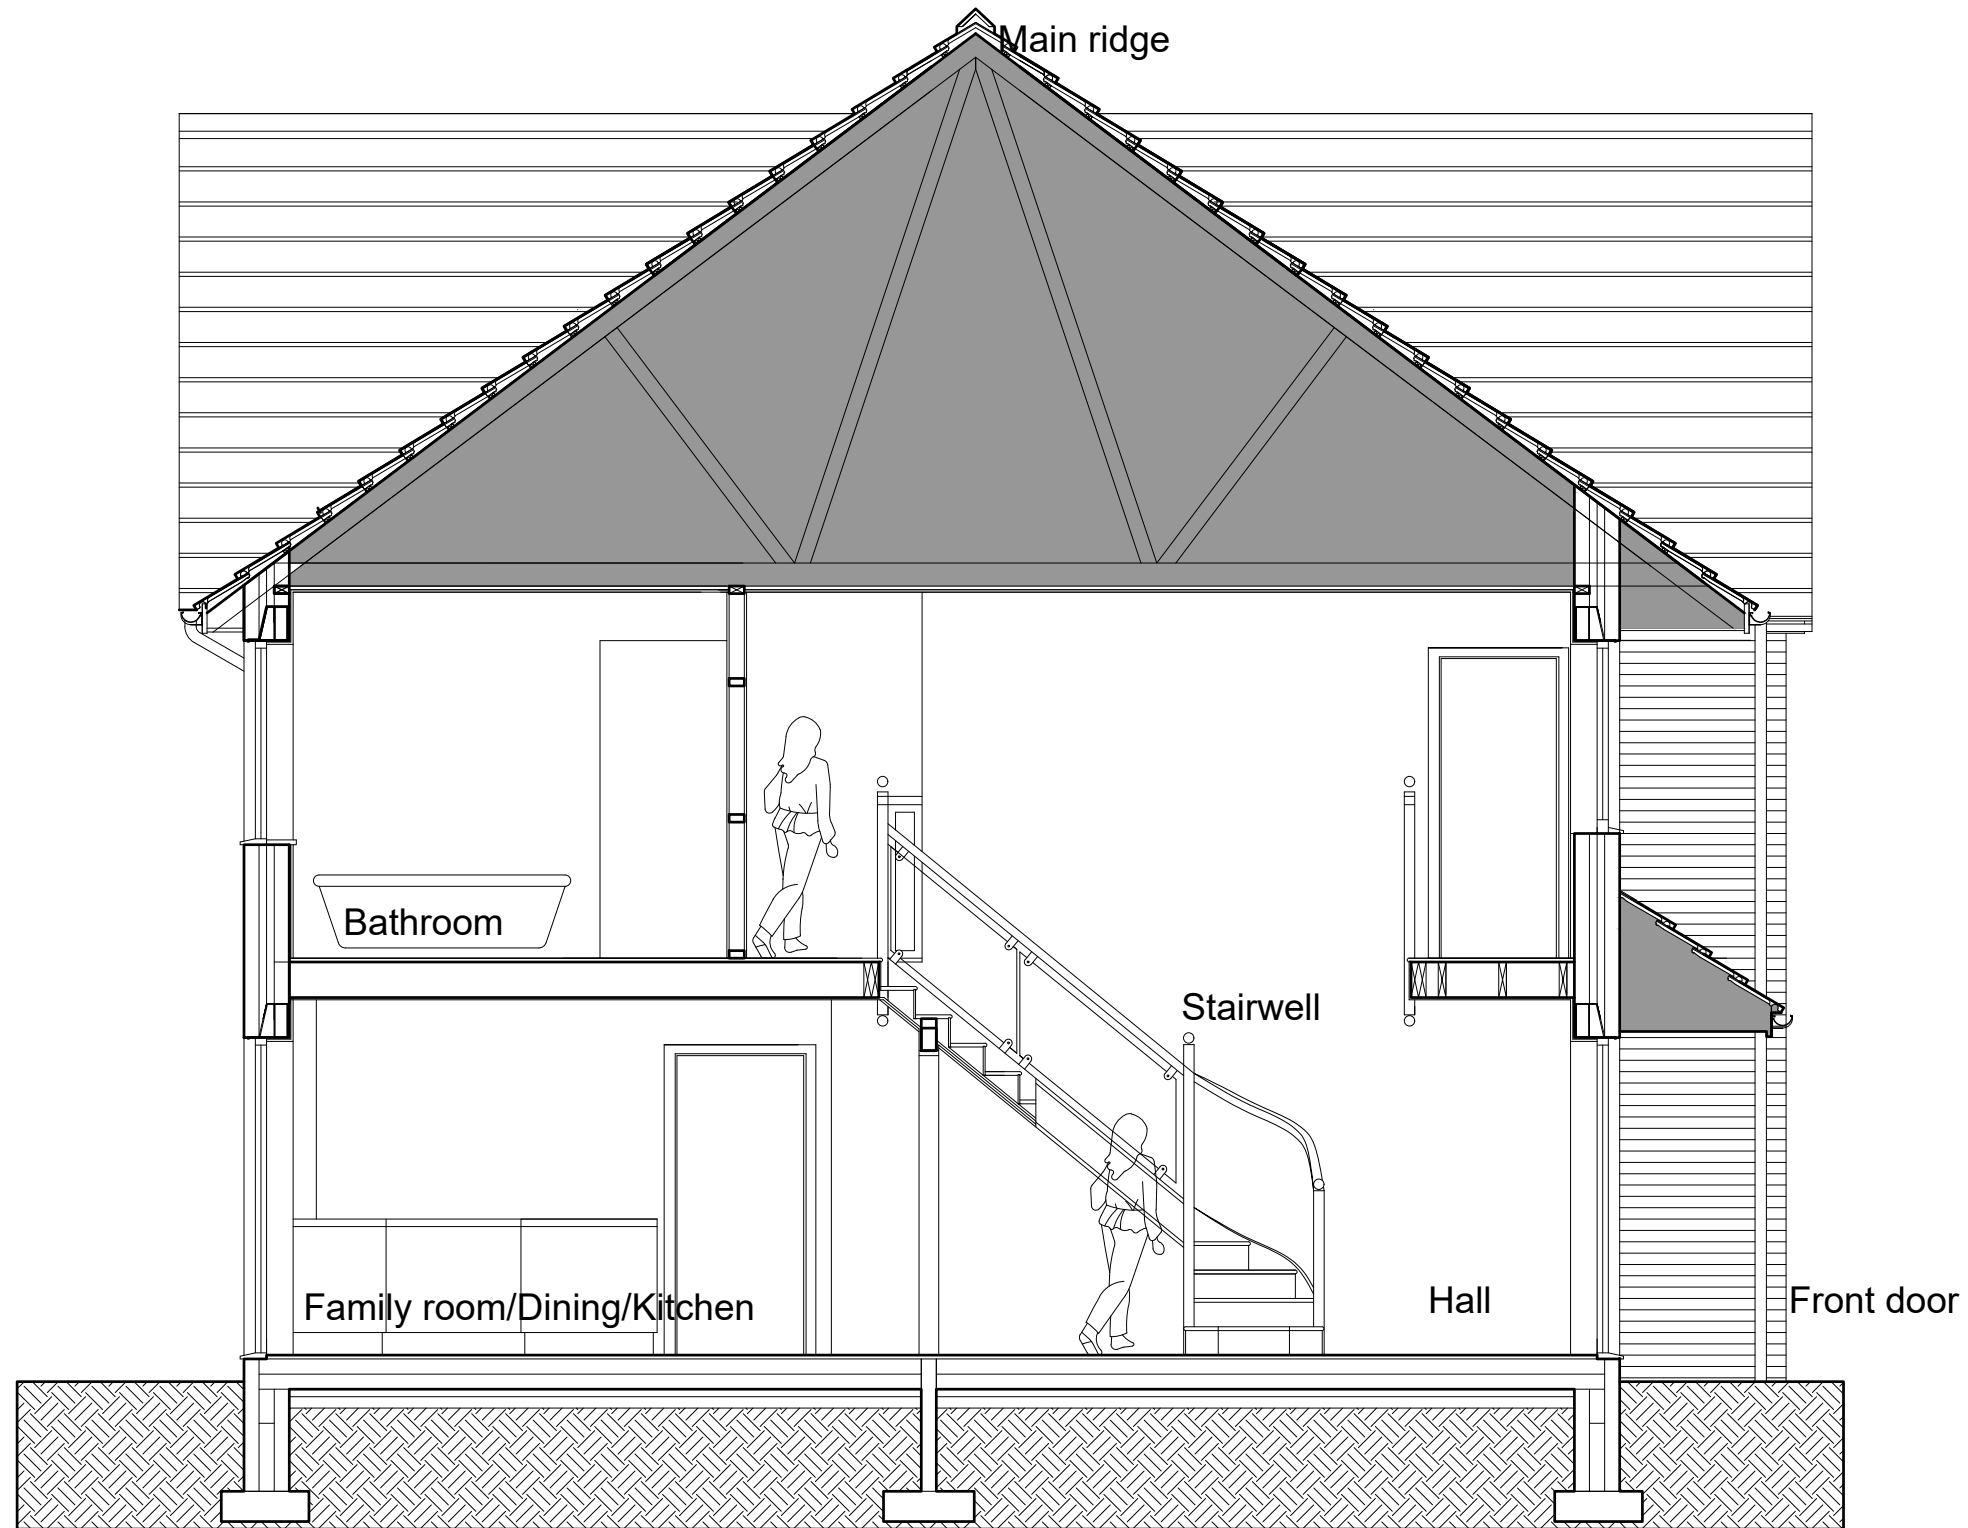 Main ridge
Bathroom
Stairwell
Family room/Dining/Kitchen
Hall
Front door